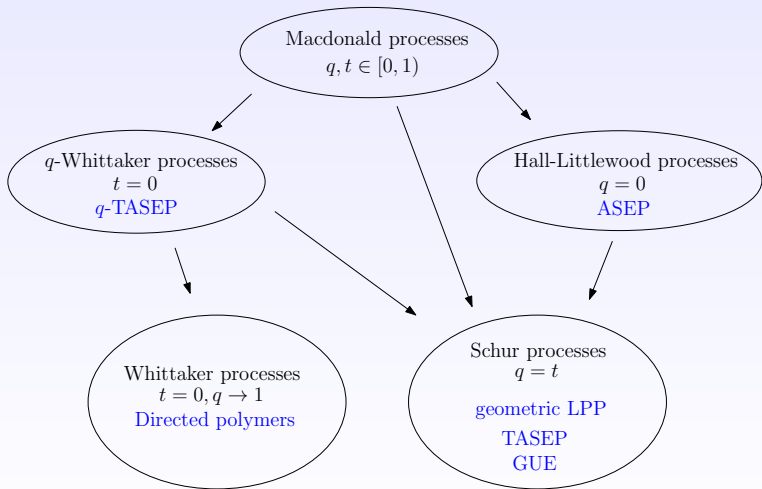 Macdonald processes
q, t ∈ [0, 1)
q-Whittaker processes
t = 0
q-TASEP
Hall-Littlewood processes
q = 0
ASEP
Whittaker processes
t = 0, q → 1
Directed polymers
Schur processes
q = t
geometric LPP
TASEP
GUE